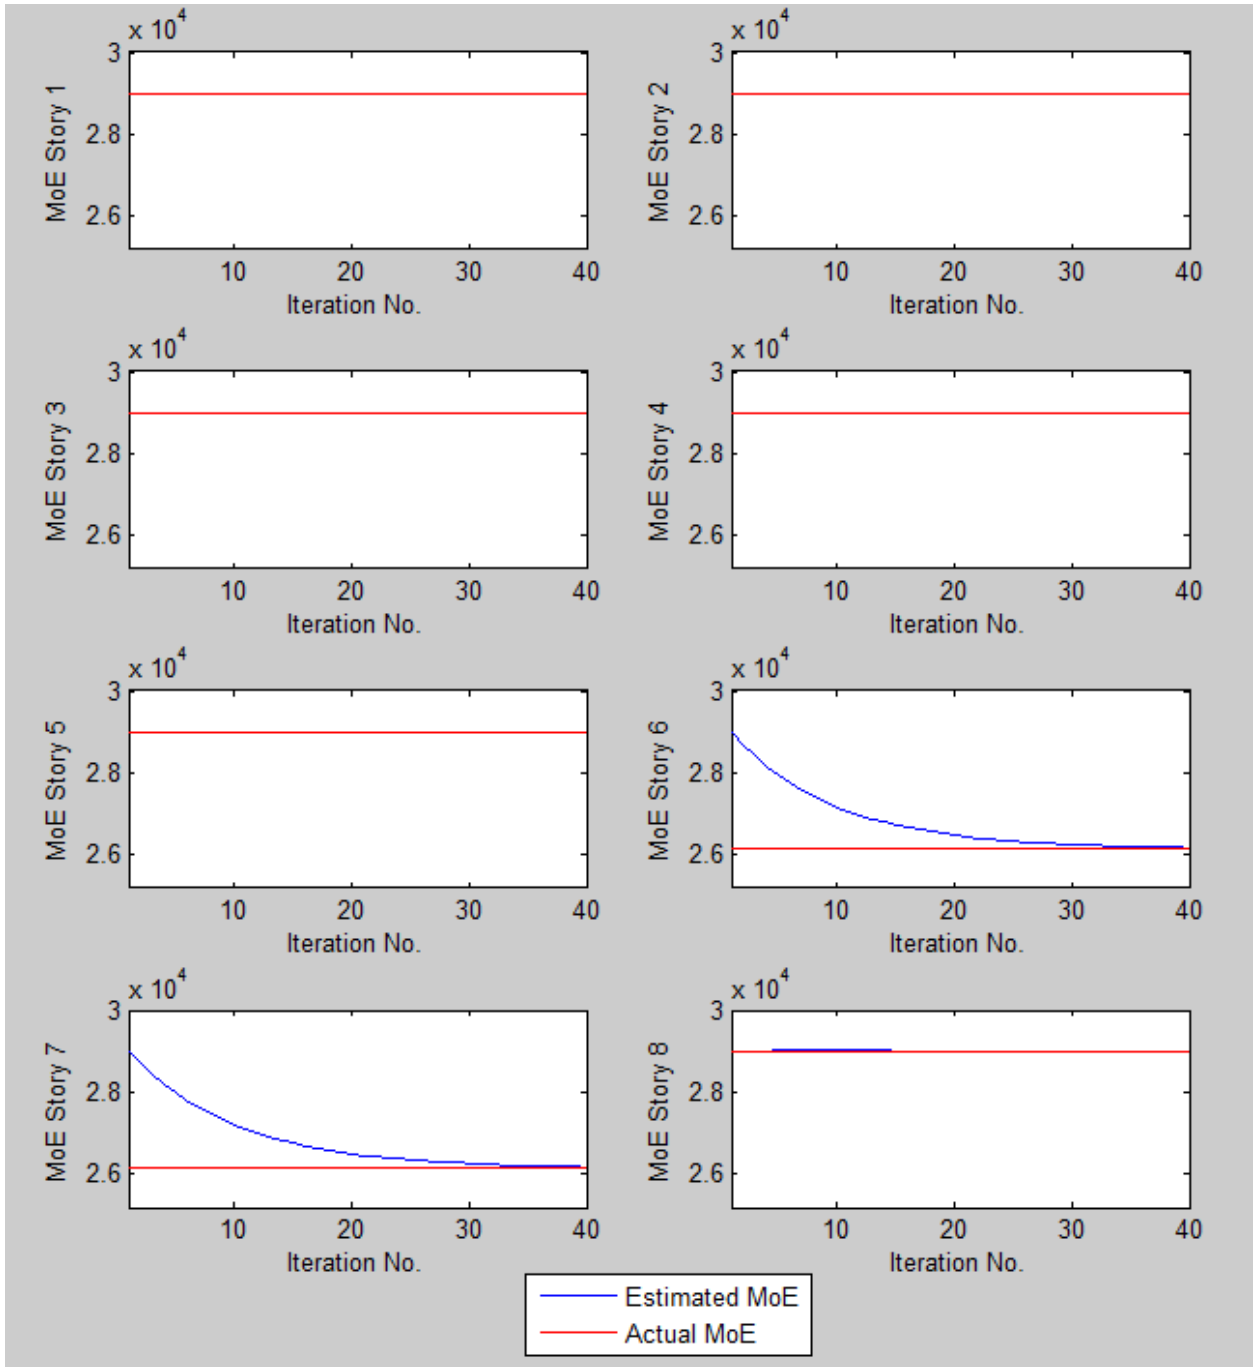 x 10^4
3
2.8
2.6
MoE Story 1
10 20 30 40
Iteration No.
x 10^4
3
2.8
2.6
MoE Story 2
10 20 30 40
Iteration No.
x 10^4
3
2.8
2.6
MoE Story 3
10 20 30 40
Iteration No.
x 10^4
3
2.8
2.6
MoE Story 4
10 20 30 40
Iteration No.
x 10^4
3
2.8
2.6
MoE Story 5
10 20 30 40
Iteration No.
x 10^4
3
2.8
2.6
MoE Story 6
10 20 30 40
Iteration No.
x 10^4
3
2.8
2.6
MoE Story 7
10 20 30 40
Iteration No.
x 10^4
3
2.8
2.6
MoE Story 8
10 20 30 40
Iteration No.
Estimated MoE
Actual MoE